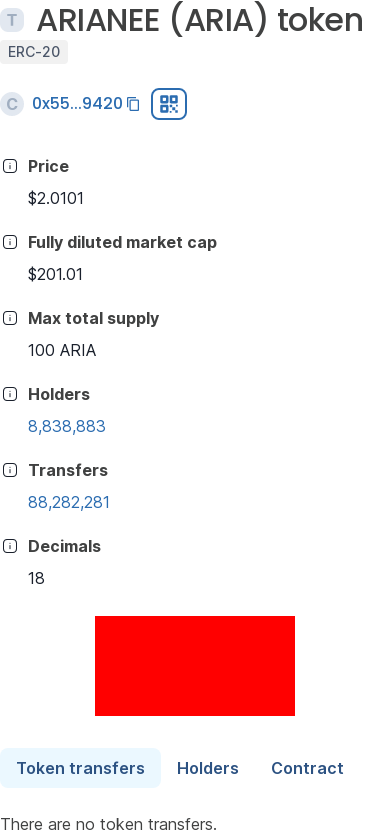 T ARIANEE (ARIA) token
ERC-20
C 0x55...9420
Price
$2.0101
Fully diluted market cap
$201.01
Max total supply
100 ARIA
Holders
8,838,883
Transfers
88,282,281
Decimals
18
Token transfers Holders Contract
There are no token transfers.